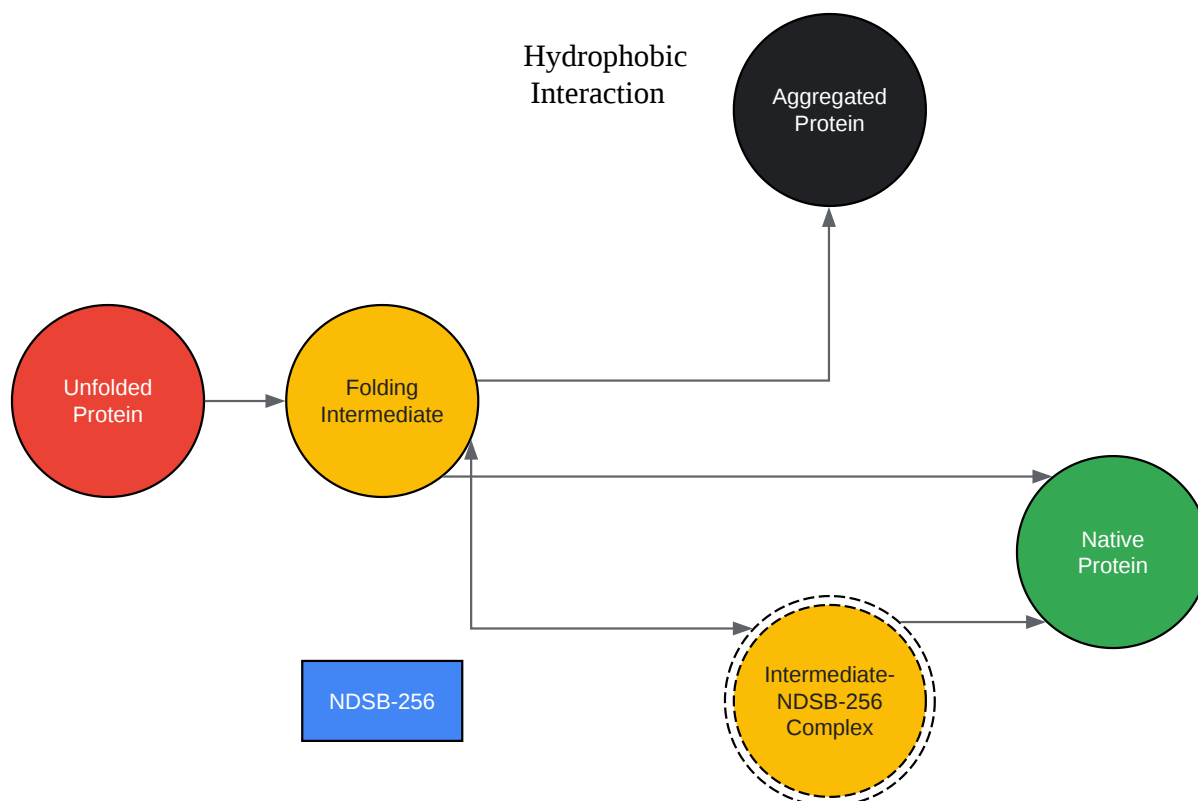 Hydrophobic
Interaction
Aggregated
Protein
Unfolded
Protein
Folding
Intermediate
Native
Protein
NDSB-256
Intermediate-
NDSB-256
Complex